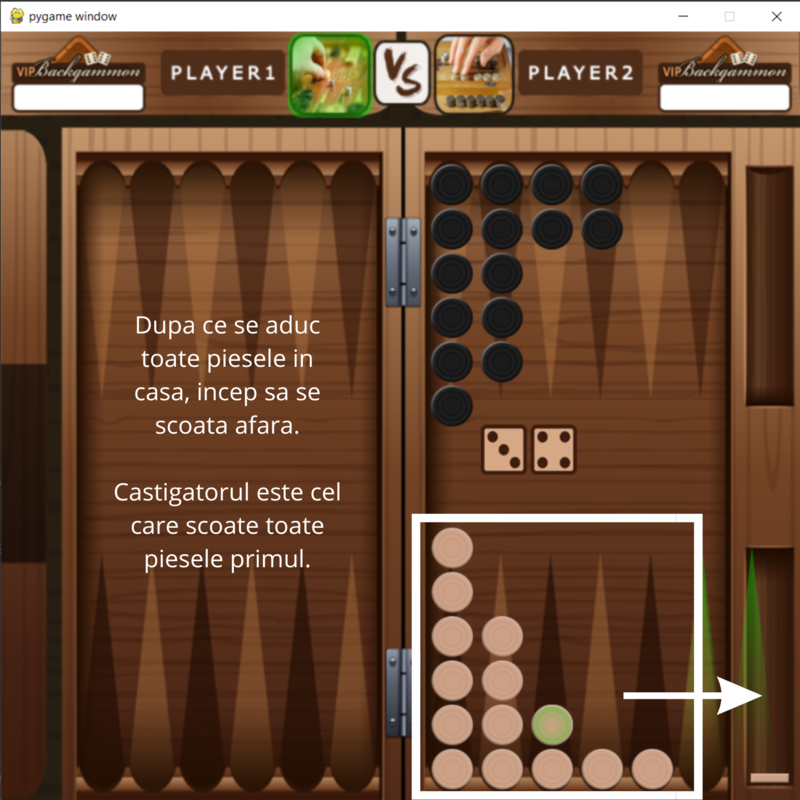 pygame window
VIP Backgammon
PLAYER1
VS
PLAYER2
VIP Backgammon
Dupa ce se aduc
toate piesele in
casa, incep sa se
scoata afara.
Castigatorul este cel
care scoate toate
piesele primul.